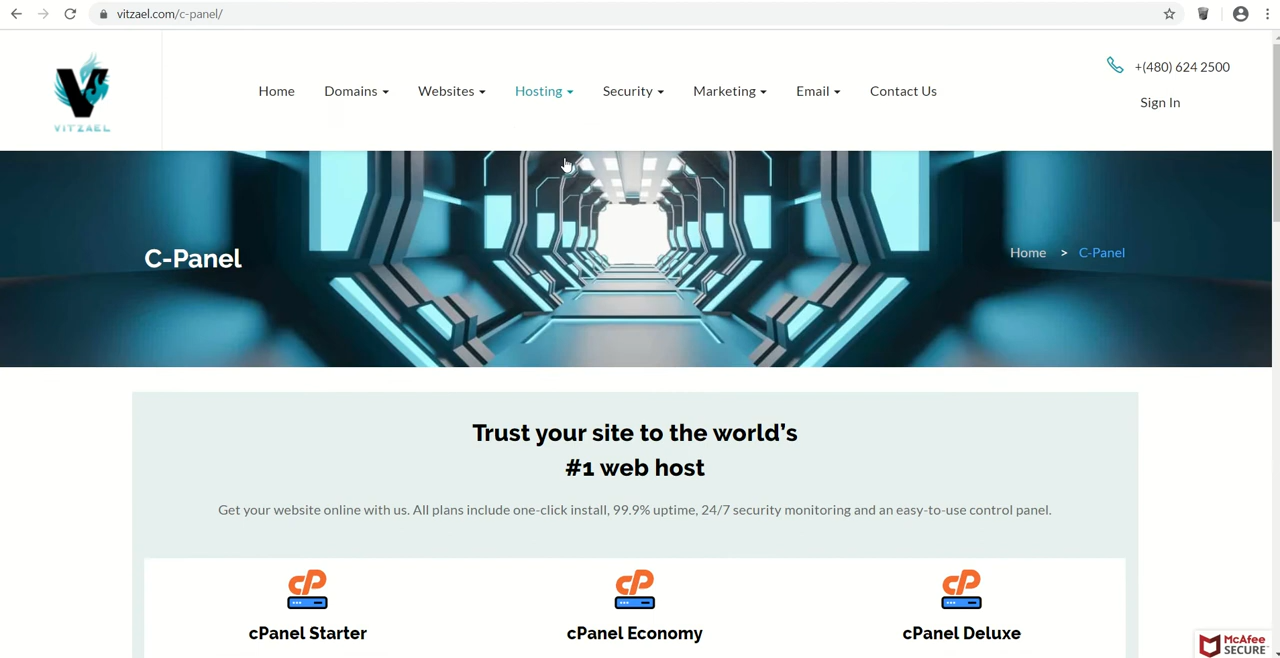 vitzael.com/c-panel/
VITZAEL
Home
Domains
Websites
Hosting
Security
Marketing
Email
Contact Us
+(480) 624 2500
Sign In
C-Panel
Home > C-Panel
Trust your site to the world’s
#1 web host
Get your website online with us. All plans include one-click install, 99.9% uptime, 24/7 security monitoring and an easy-to-use control panel.
cP
cPanel Starter
cP
cPanel Economy
cP
cPanel Deluxe
McAfee
SECURE